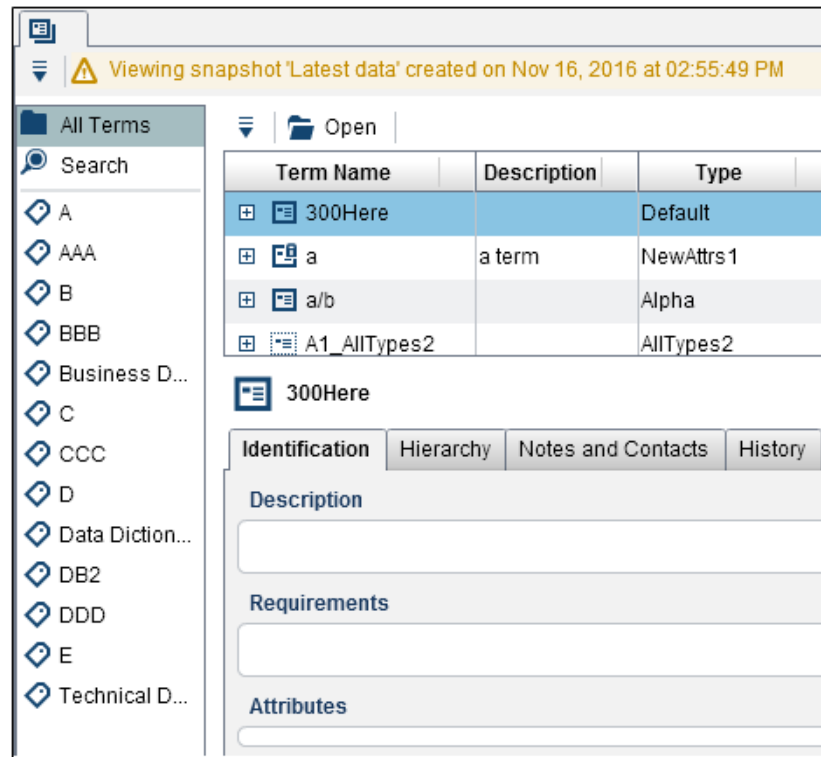 Viewing snapshot 'Latest data' created on Nov 16, 2016 at 02:55:49 PM
All Terms
Search
A
AAA
B
BBB
Business D...
C
CCC
D
Data Diction...
DB2
DDD
E
Technical D...
Open
Term Name Description Type
300Here Default
a a term NewAttrs1
a/b Alpha
A1_AllTypes2 AllTypes2
300Here
Identification Hierarchy Notes and Contacts History
Description
Requirements
Attributes